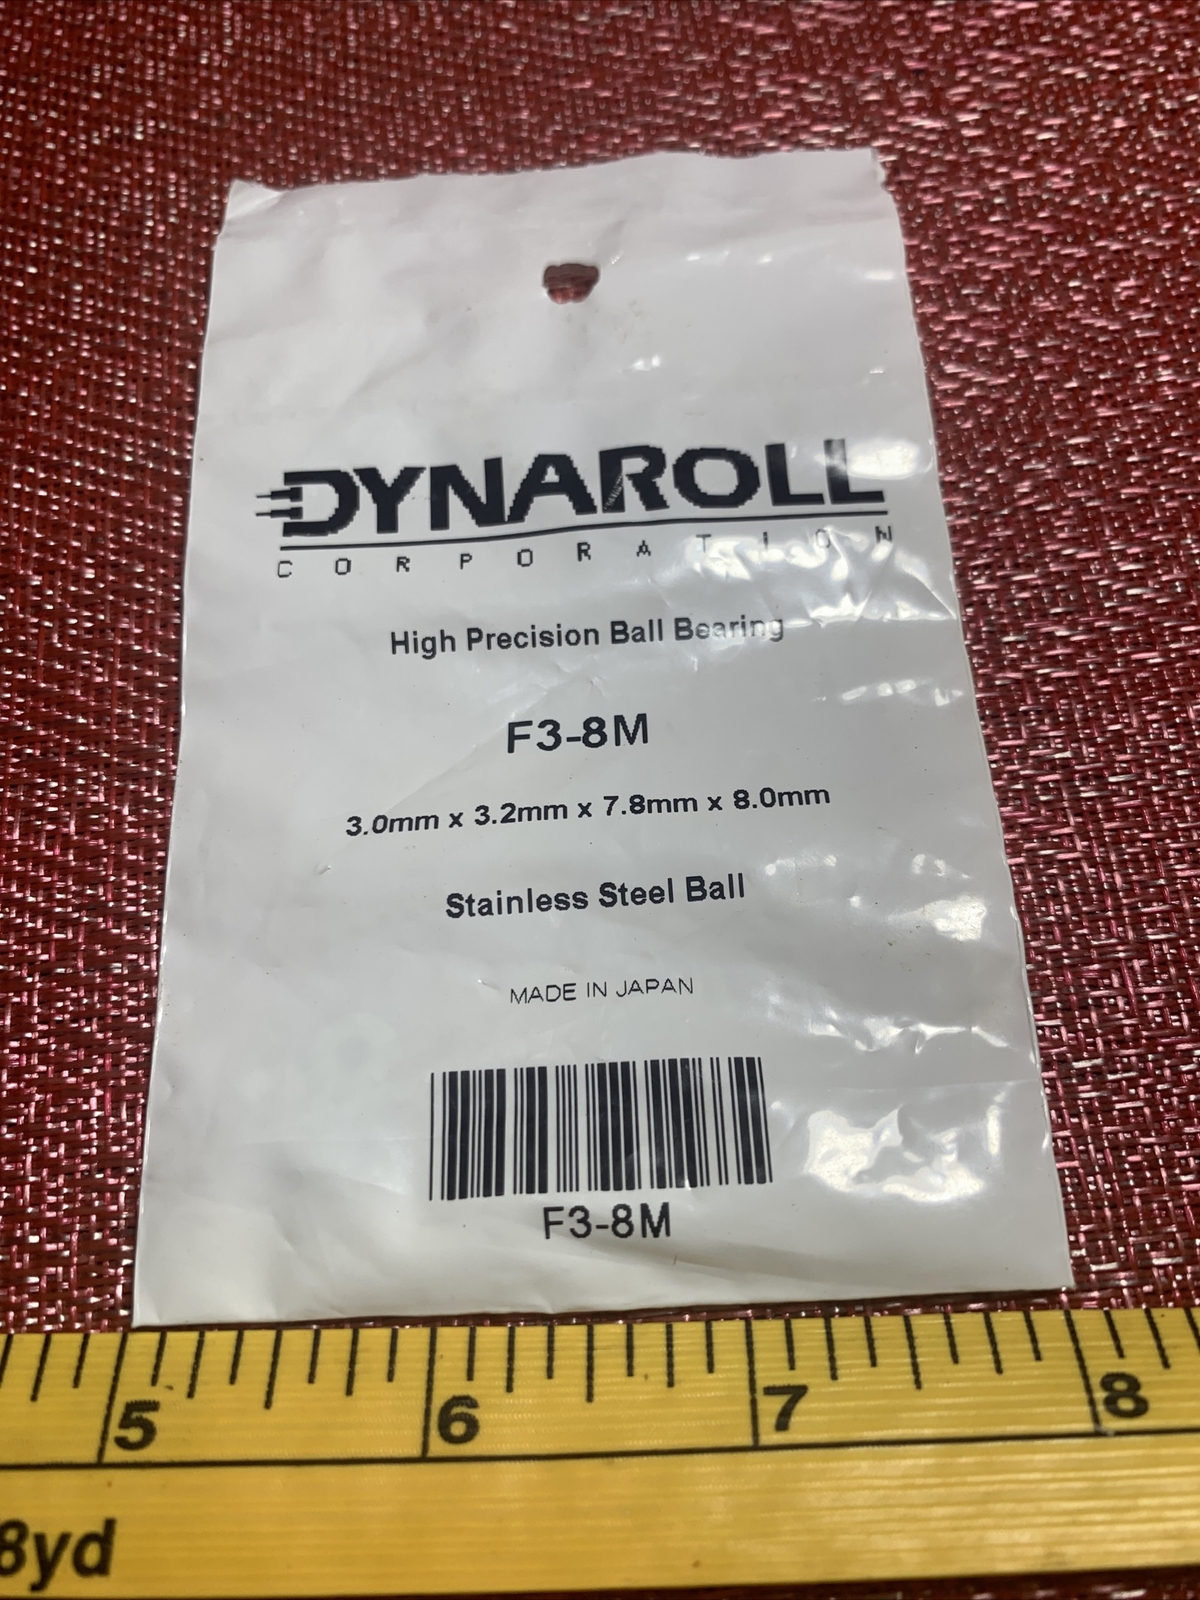 DYNAROLL
CORPORATION
High Precision Ball Bearing
F3-8M
3.0mm x 3.2mm x 7.8mm x 8.0mm
Stainless Steel Ball
MADE IN JAPAN
F3-8M
5 6 7 8
8yd